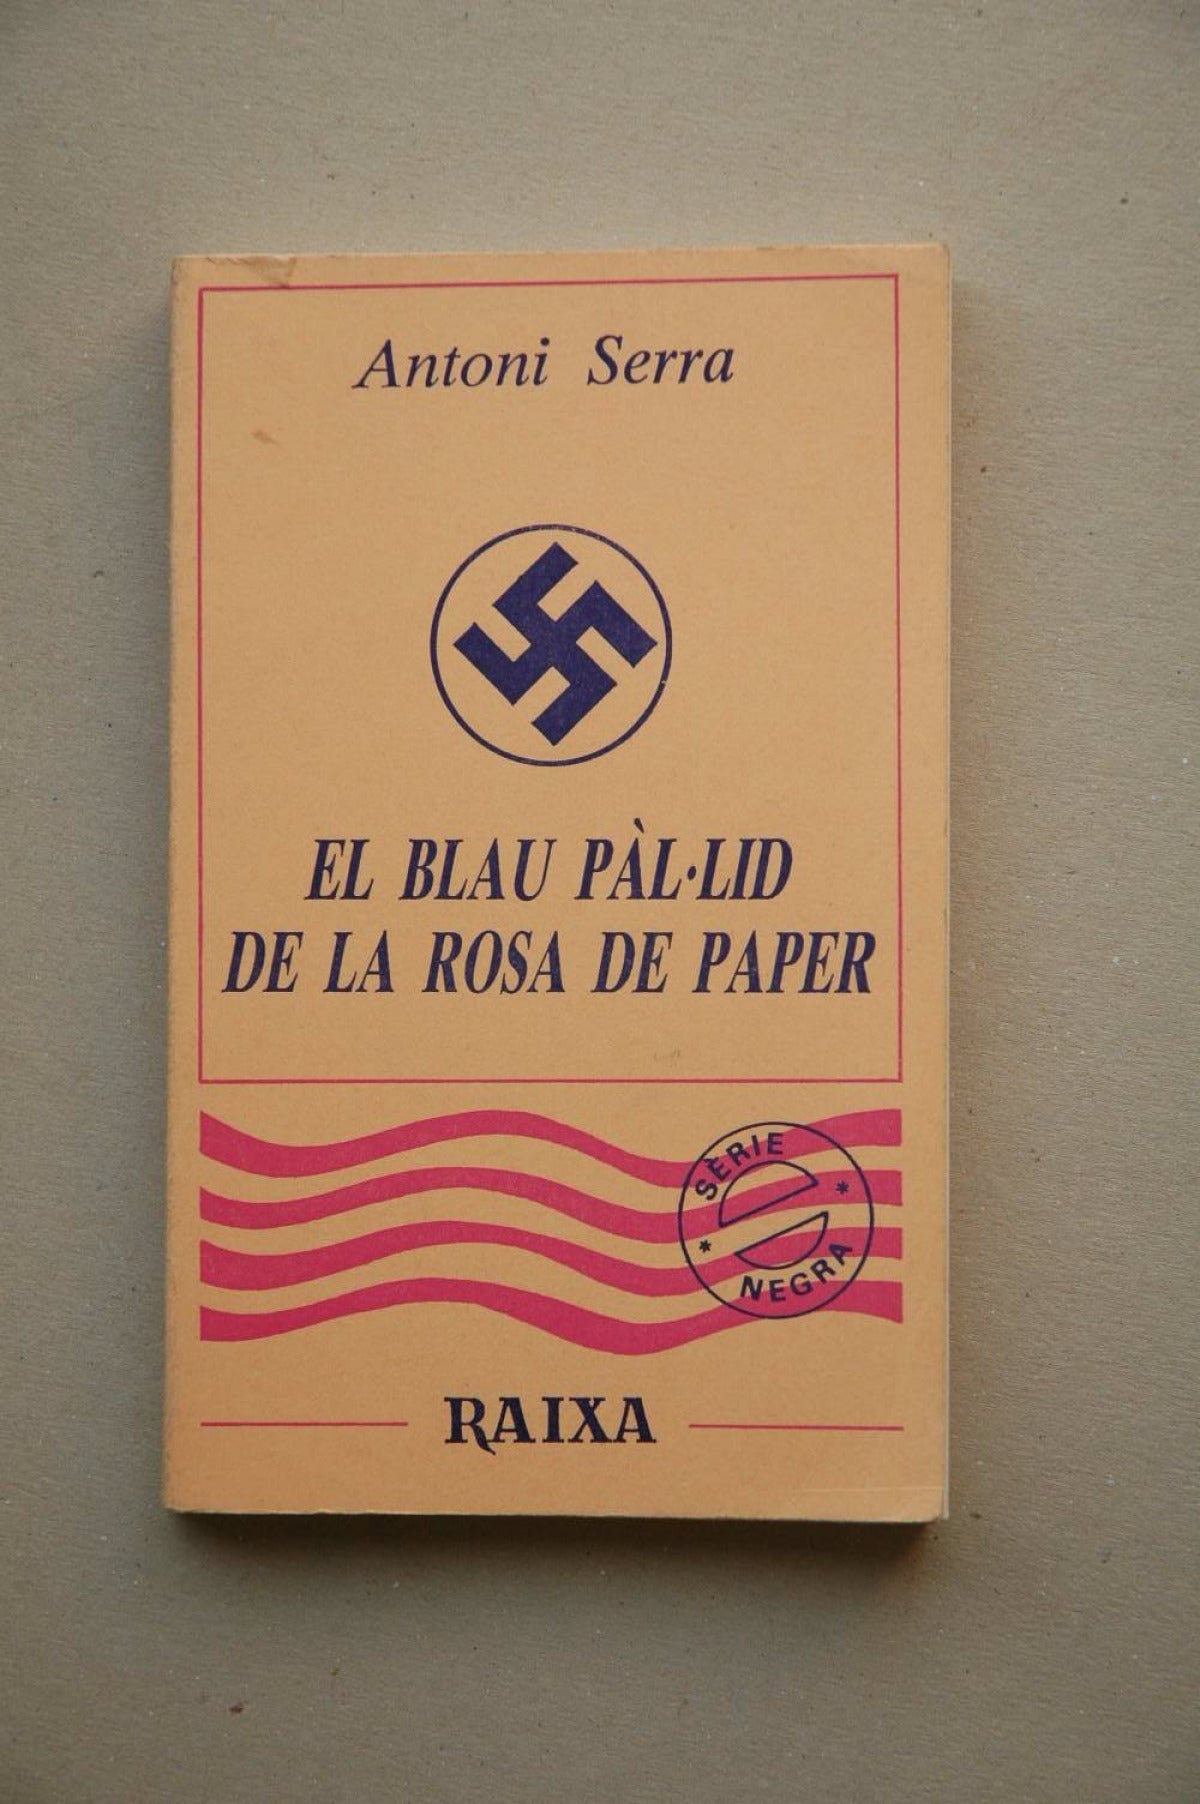 Antoni Serra
EL BLAU PÀL·LID
DE LA ROSA DE PAPER
SÈRIE
NEGRA
RAIXA